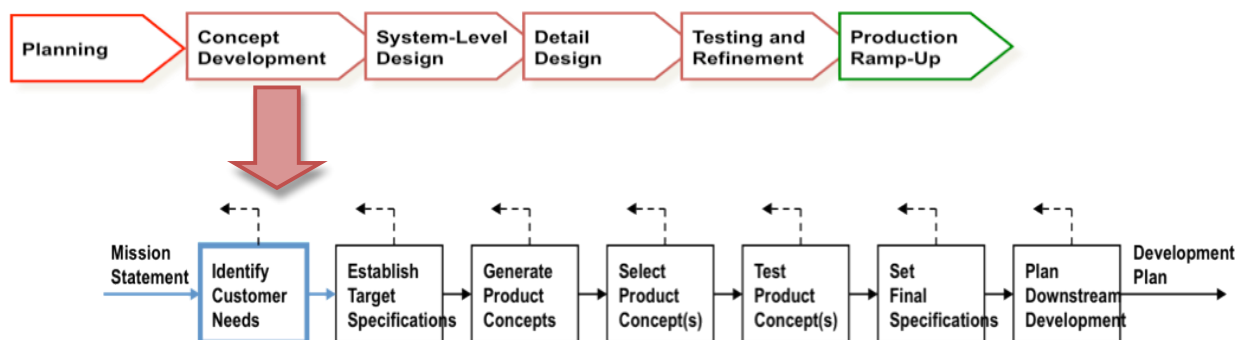 Planning
Concept
Development
System-Level
Design
Detail
Design
Testing and
Refinement
Production
Ramp-Up
Mission
Statement
Identify
Customer
Needs
Establish
Target
Specifications
Generate
Product
Concepts
Select
Product
Concept(s)
Test
Product
Concept(s)
Set
Final
Specifications
Plan
Downstream
Development
Development
Plan